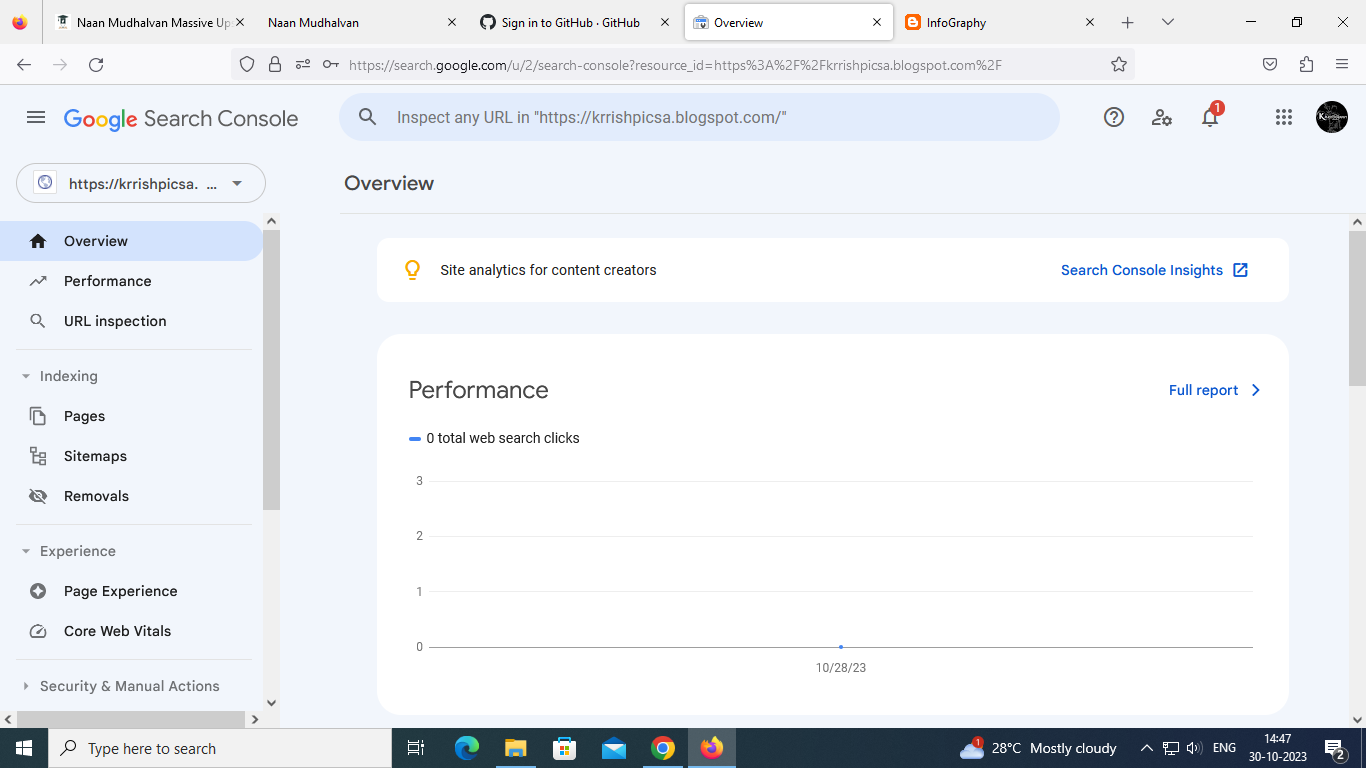 Naan Mudhalvan Massive Up
Naan Mudhalvan
Sign in to GitHub · GitHub
Overview
InfoGraphy
https://search.google.com/u/2/search-console?resource_id=https%3A%2F%2Fkrrishpicsa.blogspot.com%2F
Google Search Console
Inspect any URL in "https://krrishpicsa.blogspot.com/"
1
https://krrishpicsa. ...
Overview
Overview
Performance
URL inspection
Indexing
Pages
Sitemaps
Removals
Experience
Page Experience
Core Web Vitals
Security & Manual Actions
Site analytics for content creators
Search Console Insights
Performance
Full report
0 total web search clicks
3
2
1
0
10/28/23
Type here to search
1
28°C Mostly cloudy
ENG
14:47
30-10-2023
2